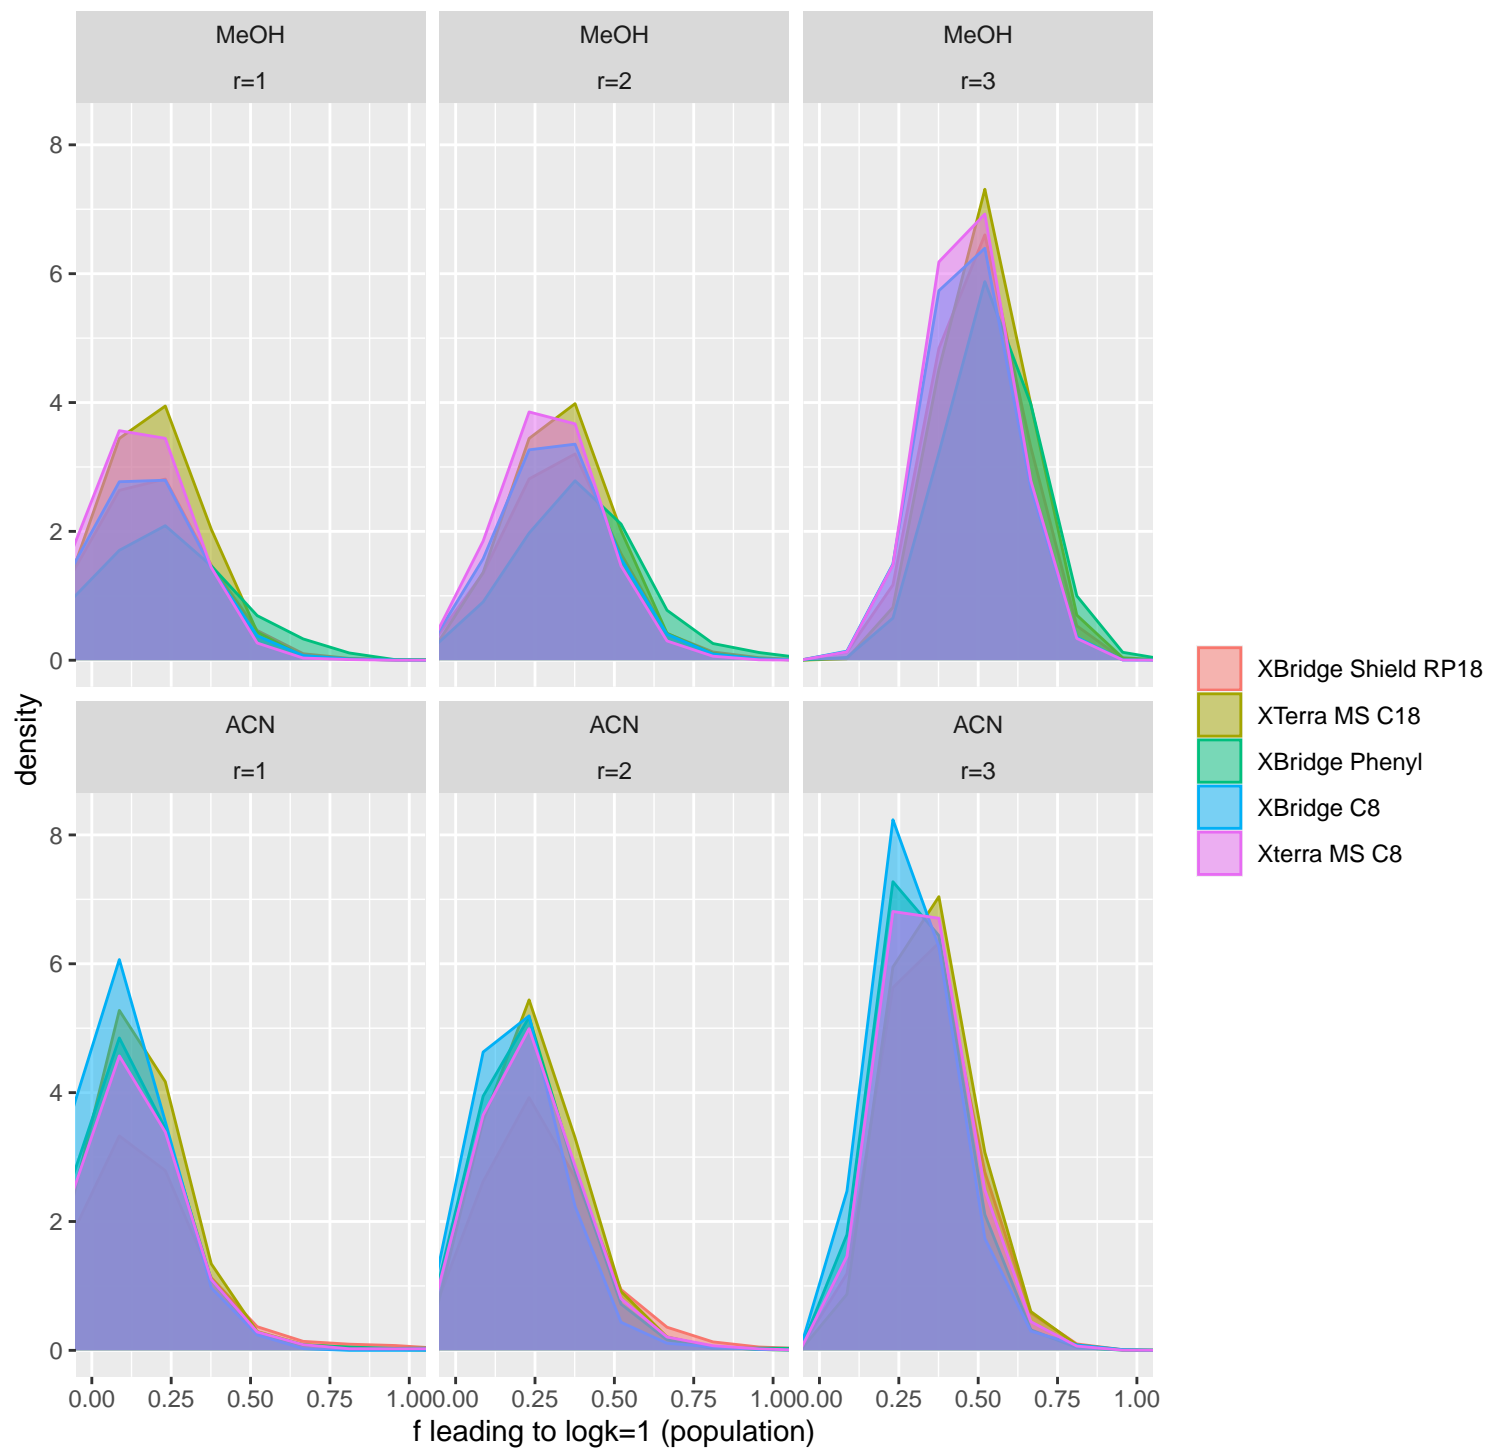 MeOH
MeOH
MeOH
r=1
r=2
r=3
8
6
4
2
0
ACN
ACN
ACN
r=1
r=2
r=3
8
6
4
2
0
density
0.00 0.25 0.50 0.75 1.00
0.00 0.25 0.50 0.75 1.00
0.00 0.25 0.50 0.75 1.00
f leading to logk=1 (population)
XBridge Shield RP18
XTerra MS C18
XBridge Phenyl
XBridge C8
Xterra MS C8